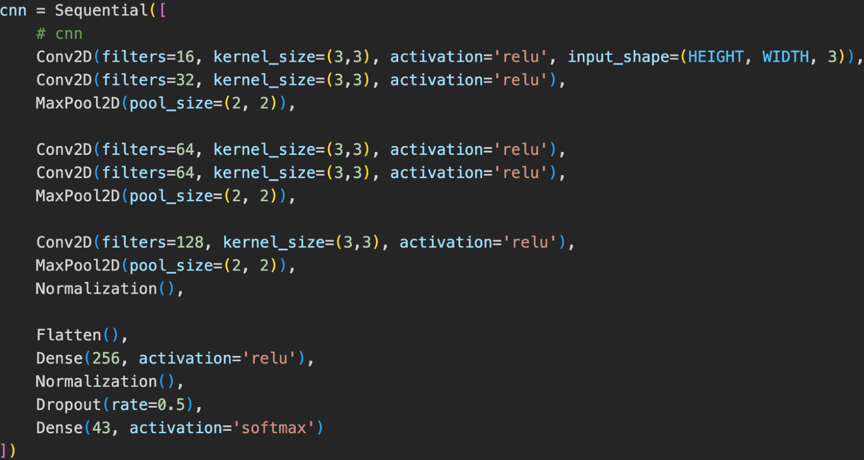 cnn = Sequential([
# cnn
Conv2D(filters=16, kernel_size=(3,3), activation='relu', input_shape=(HEIGHT, WIDTH, 3)),
Conv2D(filters=32, kernel_size=(3,3), activation='relu'),
MaxPool2D(pool_size=(2, 2)),
Conv2D(filters=64, kernel_size=(3,3), activation='relu'),
Conv2D(filters=64, kernel_size=(3,3), activation='relu'),
MaxPool2D(pool_size=(2, 2)),
Conv2D(filters=128, kernel_size=(3,3), activation='relu'),
MaxPool2D(pool_size=(2, 2)),
Normalization(),
Flatten(),
Dense(256, activation='relu'),
Normalization(),
Dropout(rate=0.5),
Dense(43, activation='softmax')
])